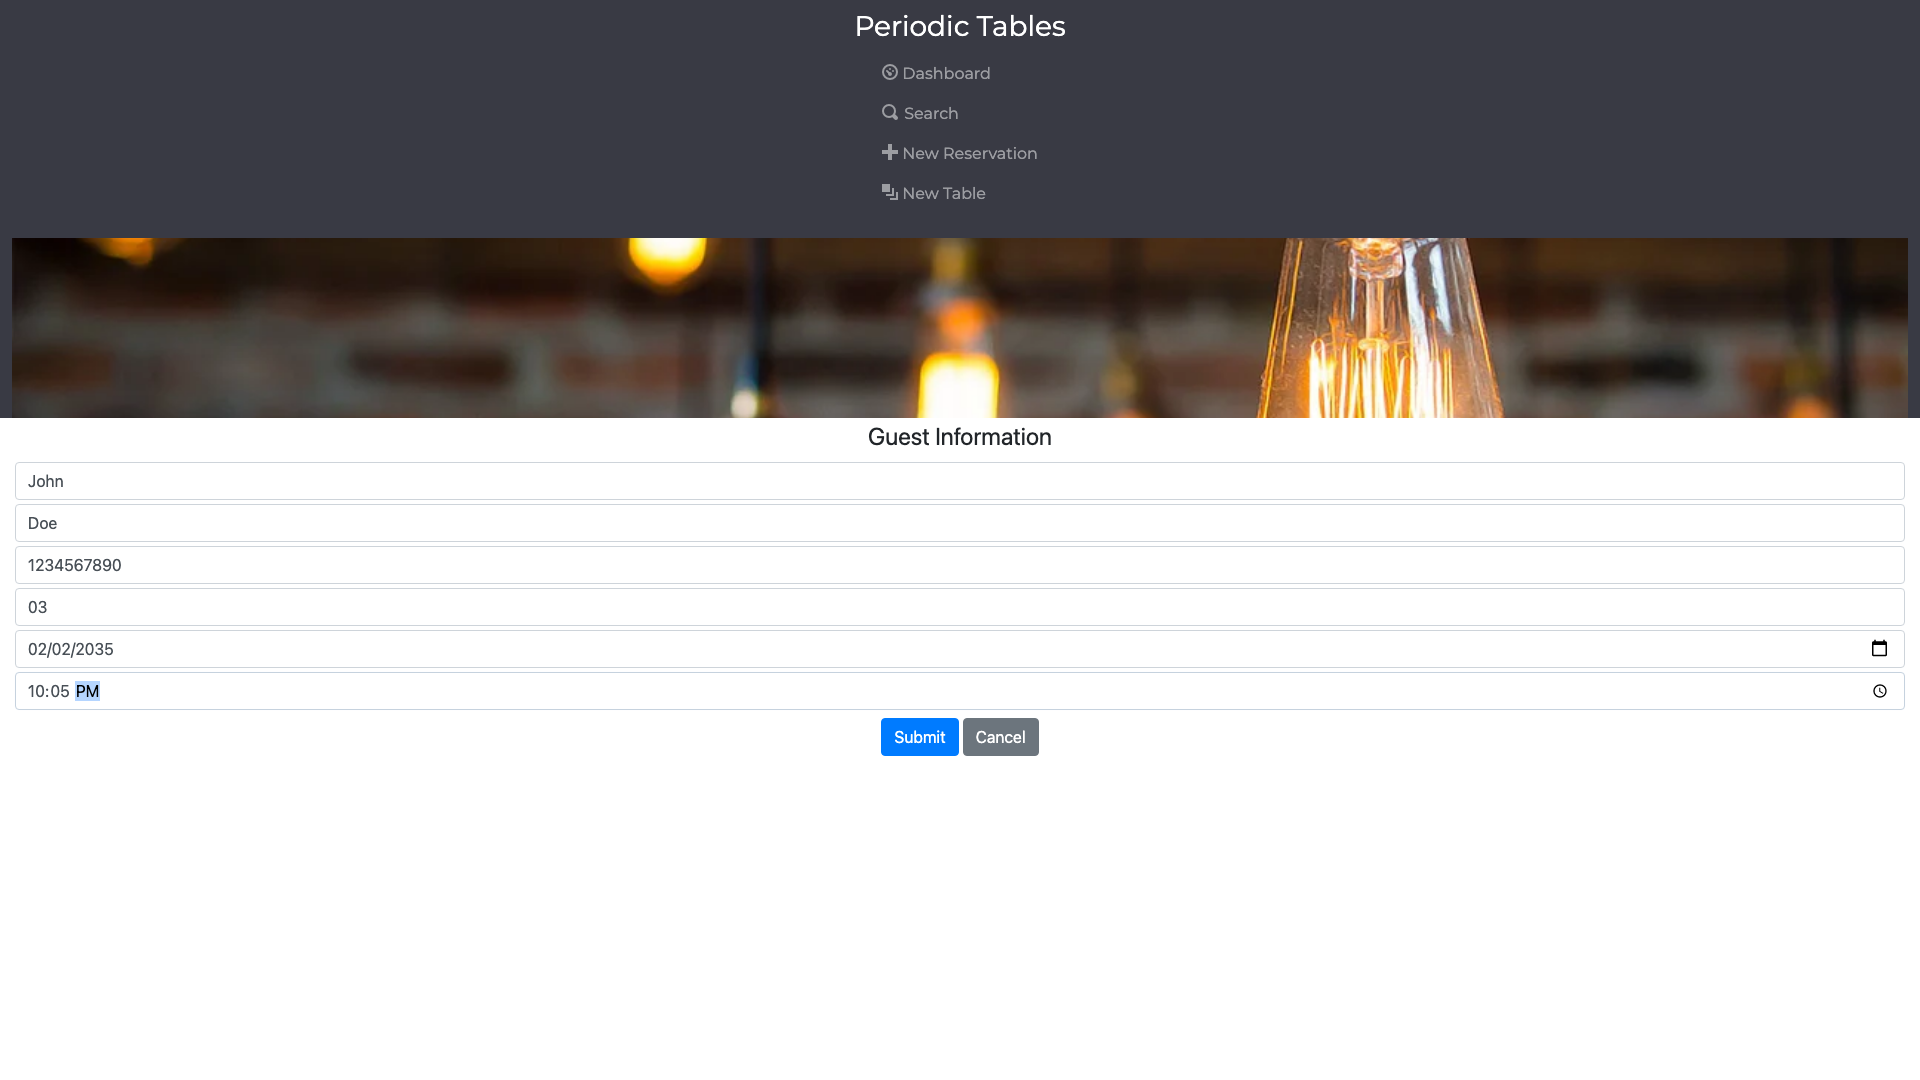 Periodic Tables
Dashboard
Search
New Reservation
New Table
Guest Information
John
Doe
1234567890
03
02/02/2035
10:05 PM
Submit Cancel